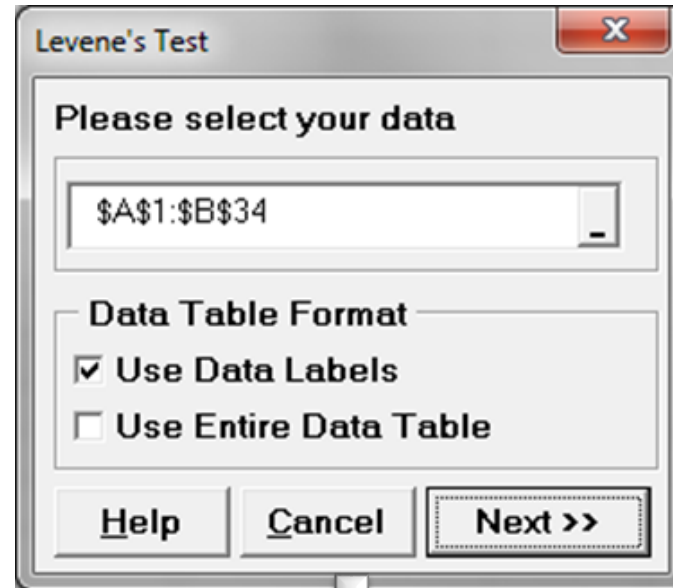 Levene's Test
Please select your data
$A$1:$B$34
Data Table Format
Use Data Labels
Use Entire Data Table
Help Cancel Next >>